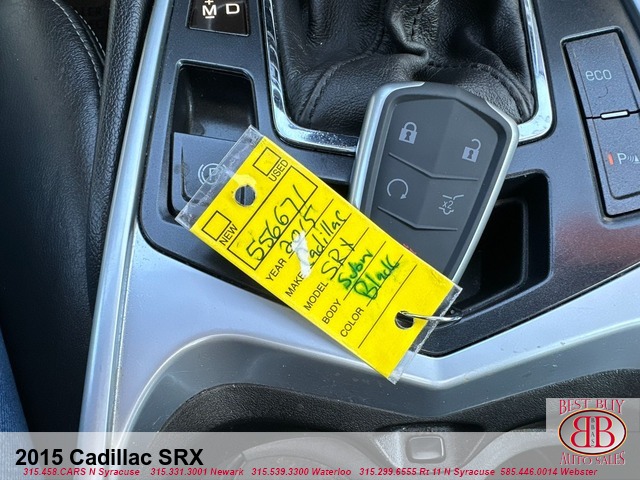 M D
eco
P
X2
P
USED
NEW
556671
YEAR 2015
MAKE Cadillac
MODEL SRX
BODY Suburu
COLOR Black
BEST BUY
B&B
AUTO SALES
2015 Cadillac SRX
315.458.CARS N Syracuse 315.331.3001 Newark 315.539.3300 Waterloo 315.299.6555 Rt 11 N Syracuse 585.446.0014 Webster